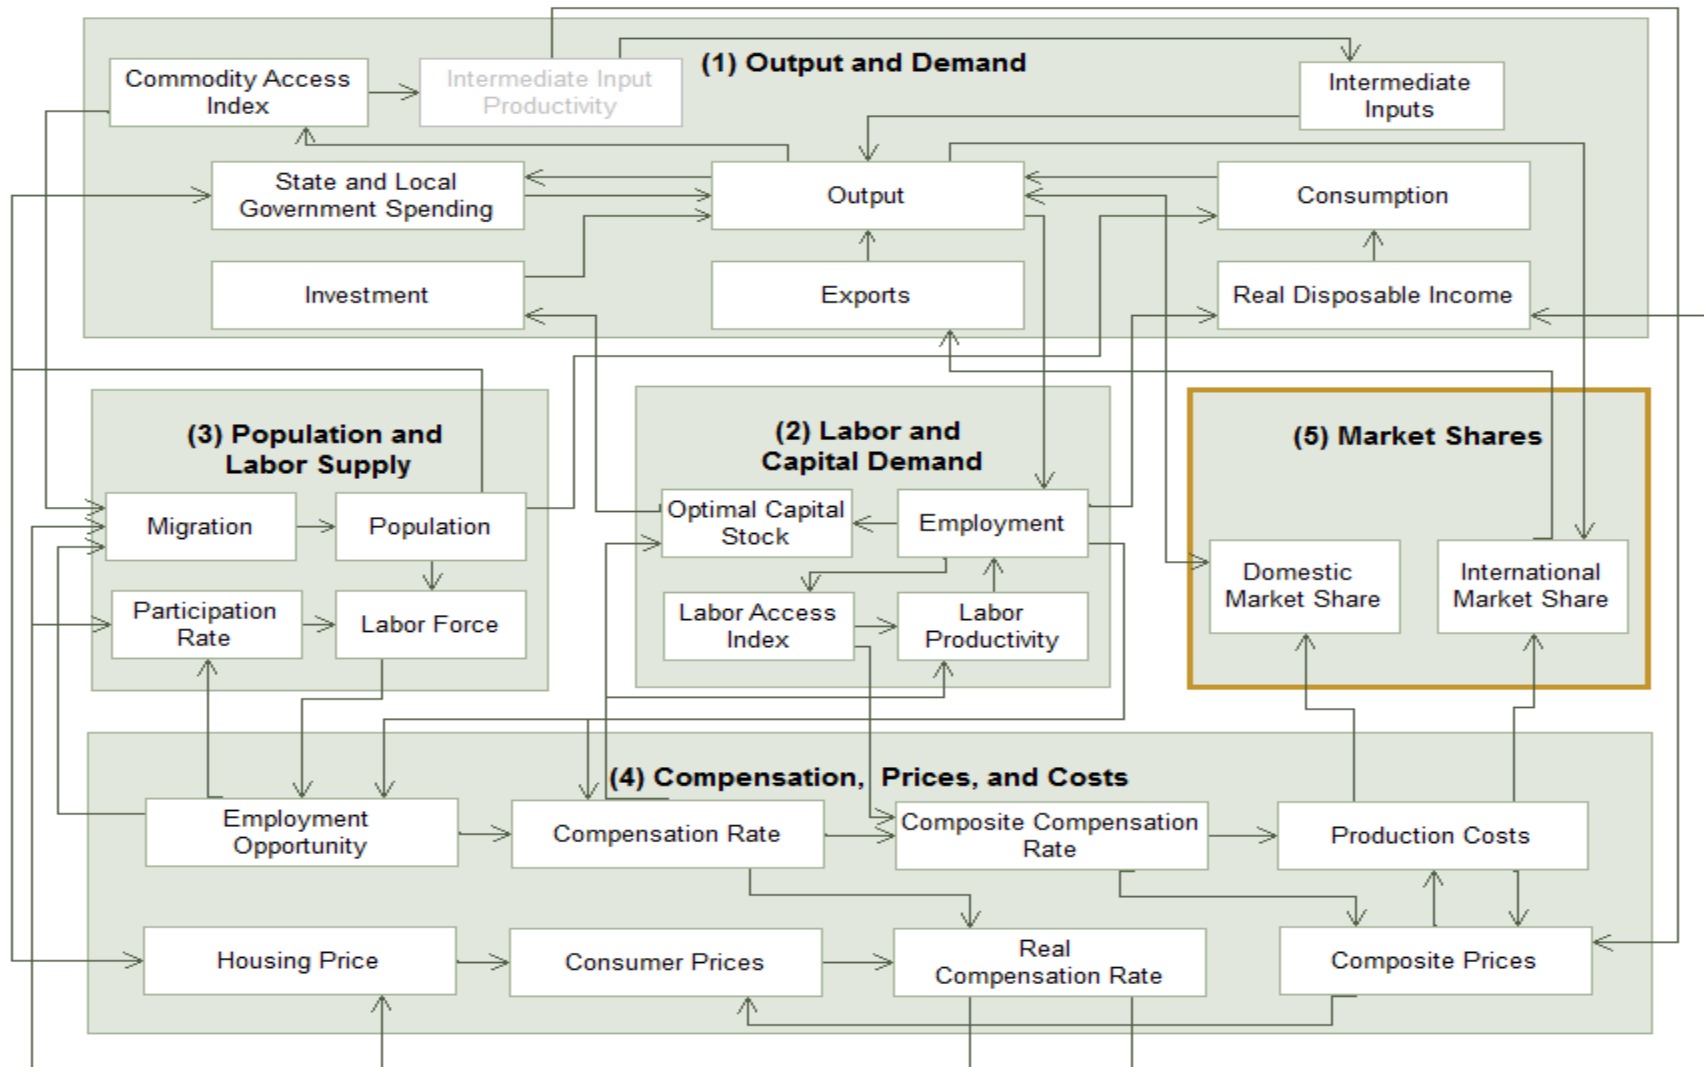 (1) Output and Demand
Commodity Access
Index
Intermediate Input
Productivity
Intermediate
Inputs
State and Local
Government Spending
Output
Consumption
Investment
Exports
Real Disposable Income
(3) Population and
Labor Supply
Migration
Population
Participation
Rate
Labor Force
(2) Labor and
Capital Demand
Optimal Capital
Stock
Employment
Labor Access
Index
Labor
Productivity
(5) Market Shares
Domestic
Market Share
International
Market Share
(4) Compensation, Prices, and Costs
Employment
Opportunity
Compensation Rate
Composite Compensation
Rate
Production Costs
Housing Price
Consumer Prices
Real
Compensation Rate
Composite Prices